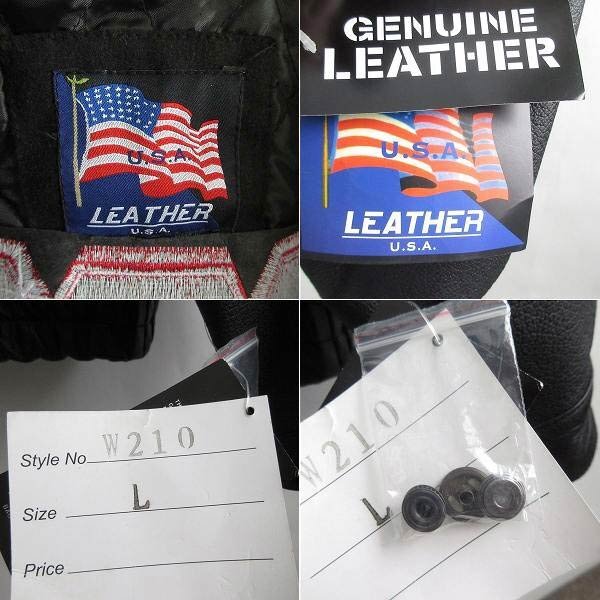 U.S.A.
LEATHER
U.S.A.
GENUINE
LEATHER
U.S.A.
LEATHER
U.S.A.
Style No W210
Size L
Price
W210
L